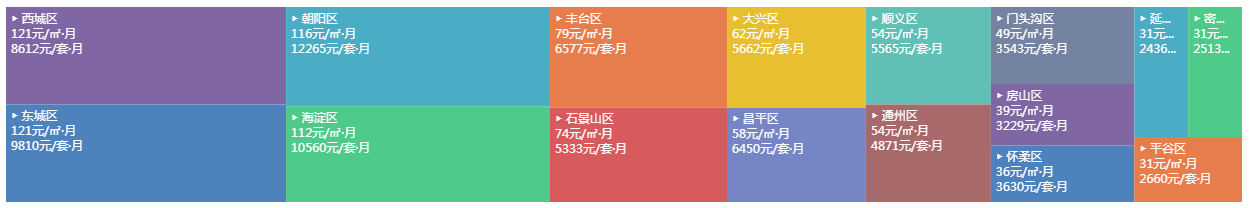 ▸ 西城区
121元/㎡·月
8612元/套·月
▸ 东城区
121元/㎡·月
9810元/套·月
▸ 朝阳区
116元/㎡·月
12265元/套·月
▸ 海淀区
112元/㎡·月
10560元/套·月
▸ 丰台区
79元/㎡·月
6577元/套·月
▸ 石景山区
74元/㎡·月
5333元/套·月
▸ 大兴区
62元/㎡·月
5662元/套·月
▸ 昌平区
58元/㎡·月
6450元/套·月
▸ 顺义区
54元/㎡·月
5565元/套·月
▸ 通州区
54元/㎡·月
4871元/套·月
▸ 门头沟区
49元/㎡·月
3543元/套·月
▸ 房山区
39元/㎡·月
3229元/套·月
▸ 怀柔区
36元/㎡·月
3630元/套·月
▸ 延...
31元...
2436...
▸ 密...
31元...
2513...
▸ 平谷区
31元/㎡·月
2660元/套·月